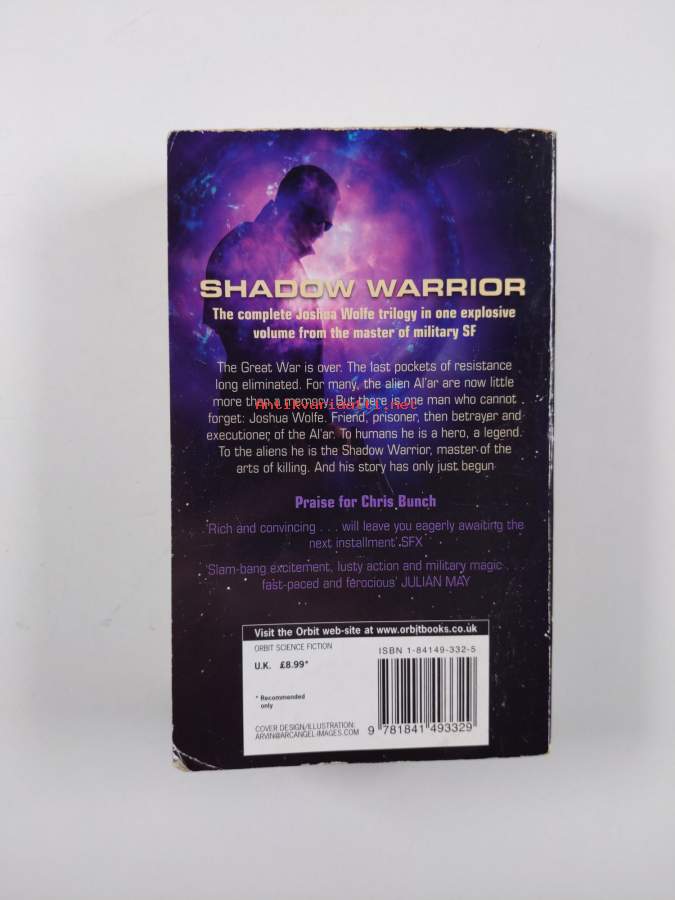 SHADOW WARRIOR
The complete Joshua Wolfe trilogy in one explosive
volume from the master of military SF
The Great War is over. The last pockets of resistance
long eliminated. For many, the alien Al'ar are now little
more than a memory. But there is one man who cannot
Antikvariaatti.net
forget: Joshua Wolfe. Friend, prisoner, then betrayer and
executioner, of the Al'ar. To humans he is a hero, a legend.
To the aliens he is the Shadow Warrior, master of the
arts of killing. And his story has only just begun
Praise for Chris Bunch
'Rich and convincing . . . will leave you eagerly awaiting the
next installment' SFX
'Slam-bang excitement, lusty action and military magic . . .
fast-paced and ferocious' JULIAN MAY
Visit the Orbit web-site at www.orbitbooks.co.uk
ORBIT SCIENCE FICTION
ISBN 1-84149-332-5
U.K. £8.99*
* Recommended
only
COVER DESIGN/ILLUSTRATION:
ARVIN@ARCANGEL-IMAGES.COM
9 781841 493329